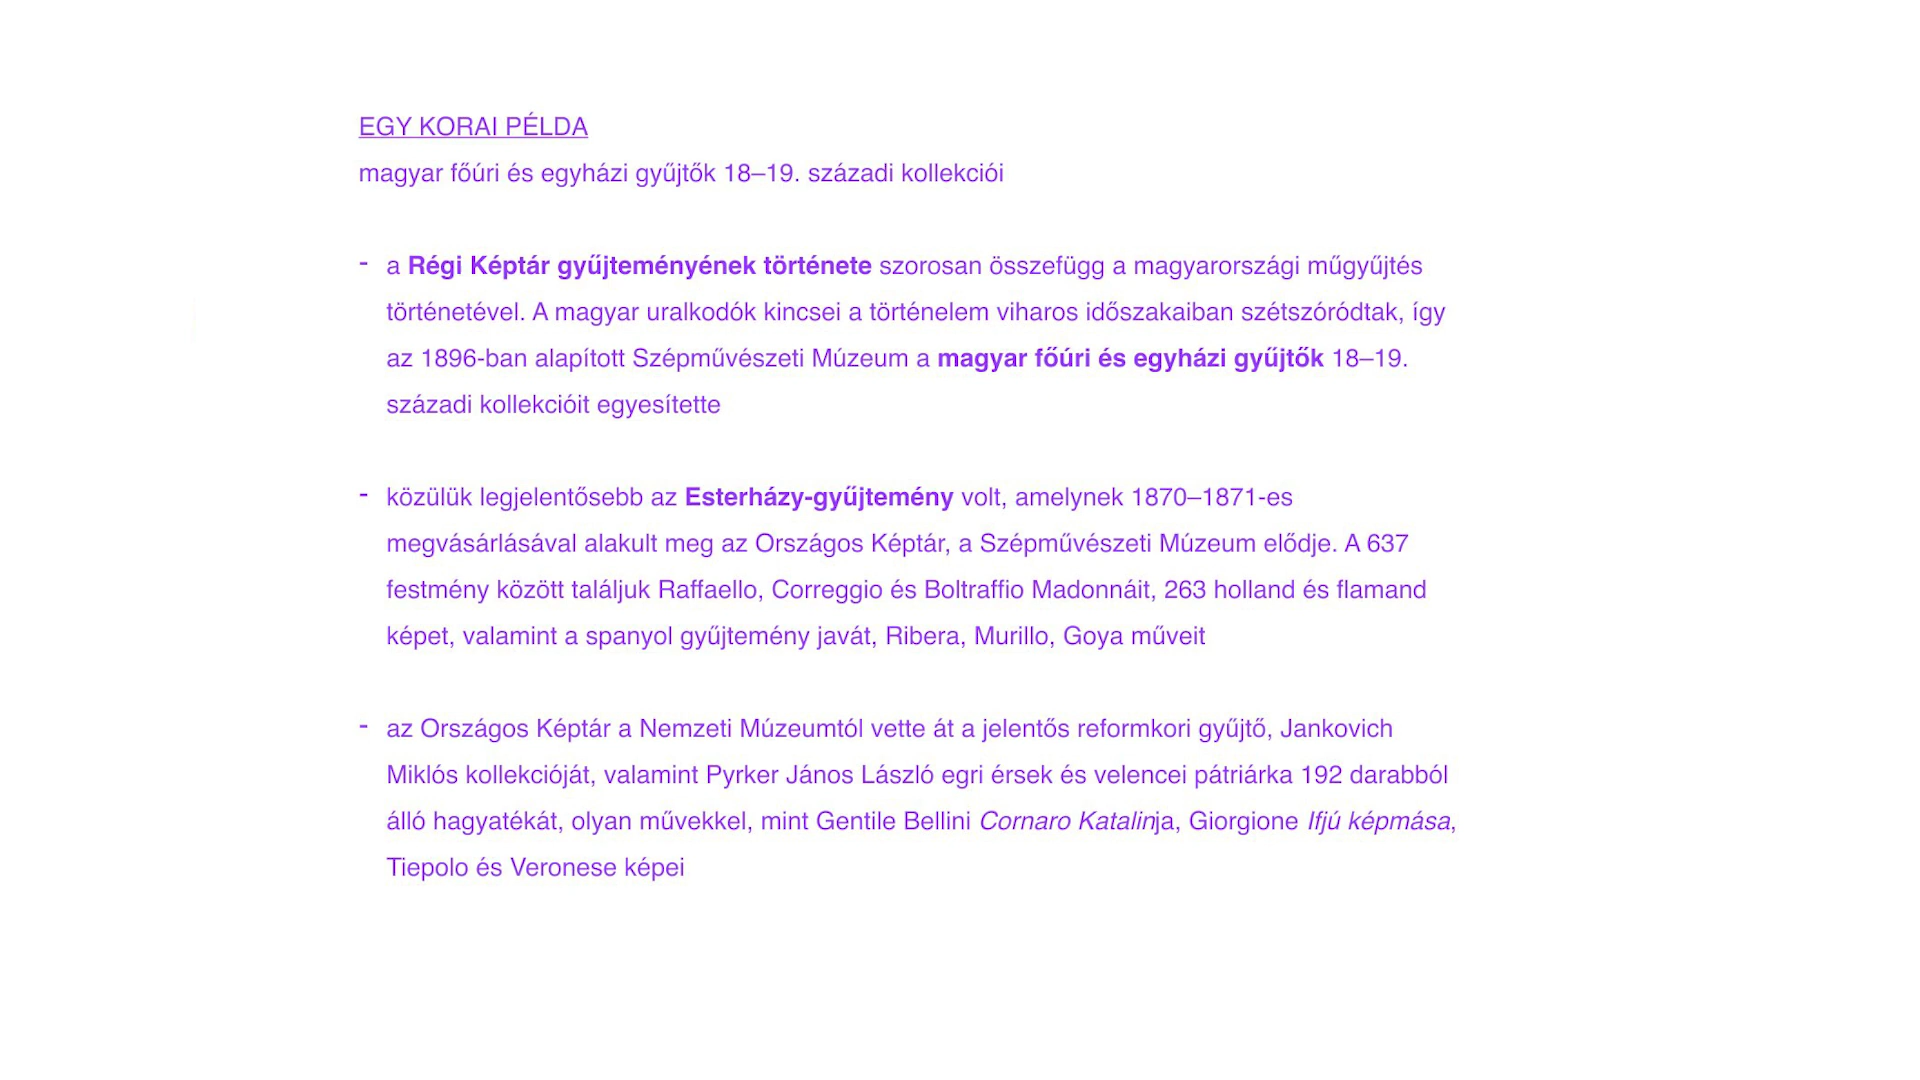 EGY KORAI PÉLDA
magyar főúri és egyházi gyűjtők 18–19. századi kollekciói
- a Régi Képtár gyűjteményének története szorosan összefügg a magyarországi műgyűjtés
történetével. A magyar uralkodók kincsei a történelem viharos időszakaiban szétszóródtak, így
az 1896-ban alapított Szépművészeti Múzeum a magyar főúri és egyházi gyűjtők 18–19.
századi kollekcióit egyesítette
- közülük legjelentősebb az Esterházy-gyűjtemény volt, amelynek 1870–1871-es
megvásárlásával alakult meg az Országos Képtár, a Szépművészeti Múzeum elődje. A 637
festmény között találjuk Raffaello, Correggio és Boltraffio Madonnáit, 263 holland és flamand
képet, valamint a spanyol gyűjtemény javát, Ribera, Murillo, Goya műveit
- az Országos Képtár a Nemzeti Múzeumtól vette át a jelentős reformkori gyűjtő, Jankovich
Miklós kollekcióját, valamint Pyrker János László egri érsek és velencei pátriárka 192 darabból
álló hagyatékát, olyan művekkel, mint Gentile Bellini Cornaro Katalinja, Giorgione Ifjú képmása,
Tiepolo és Veronese képei